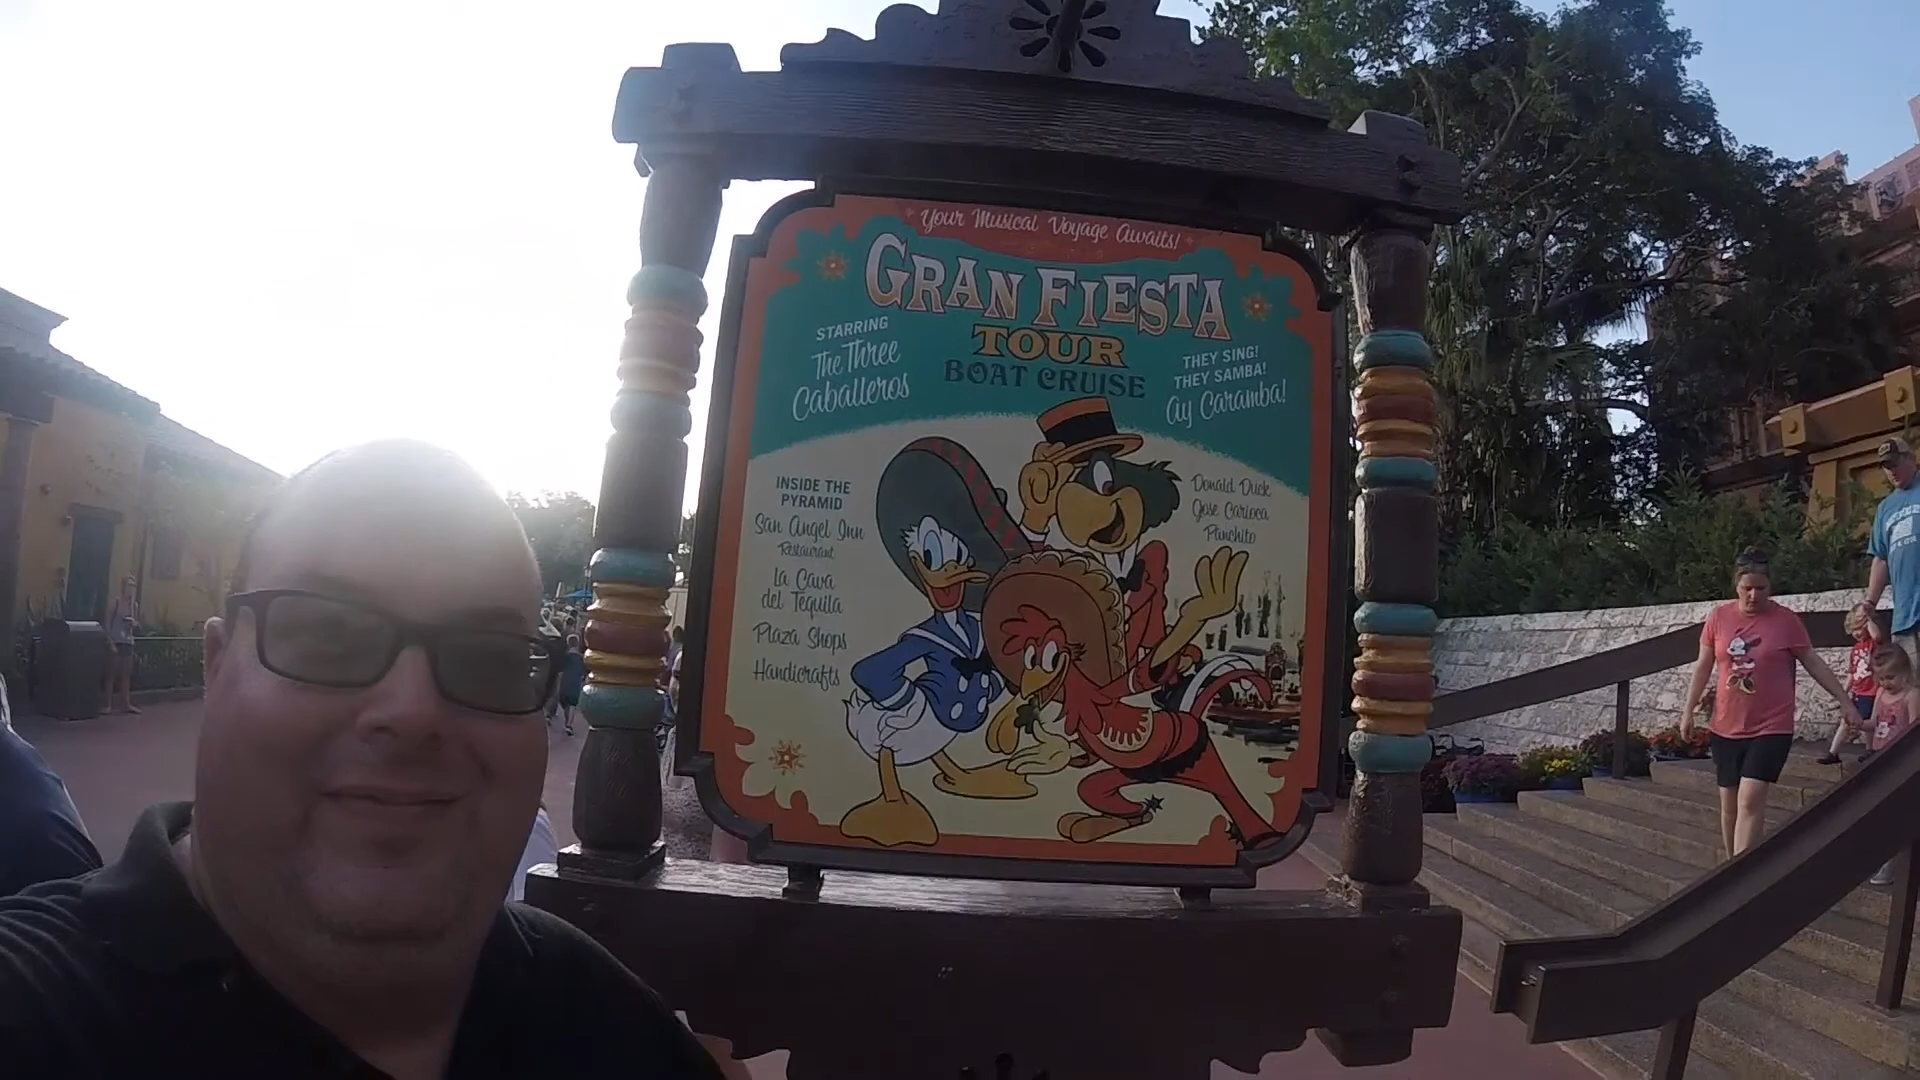 Your Musical Voyage Awaits!
GRAN FIESTA
TOUR
BOAT CRUISE
STARRING
The Three
Caballeros
THEY SING!
THEY SAMBA!
Ay Caramba!
INSIDE THE
PYRAMID
San Angel Inn
Restaurant
La Cava
del Tequila
Plaza Shops
Handicrafts
Donald Duck
Jose Carioca
Panchito